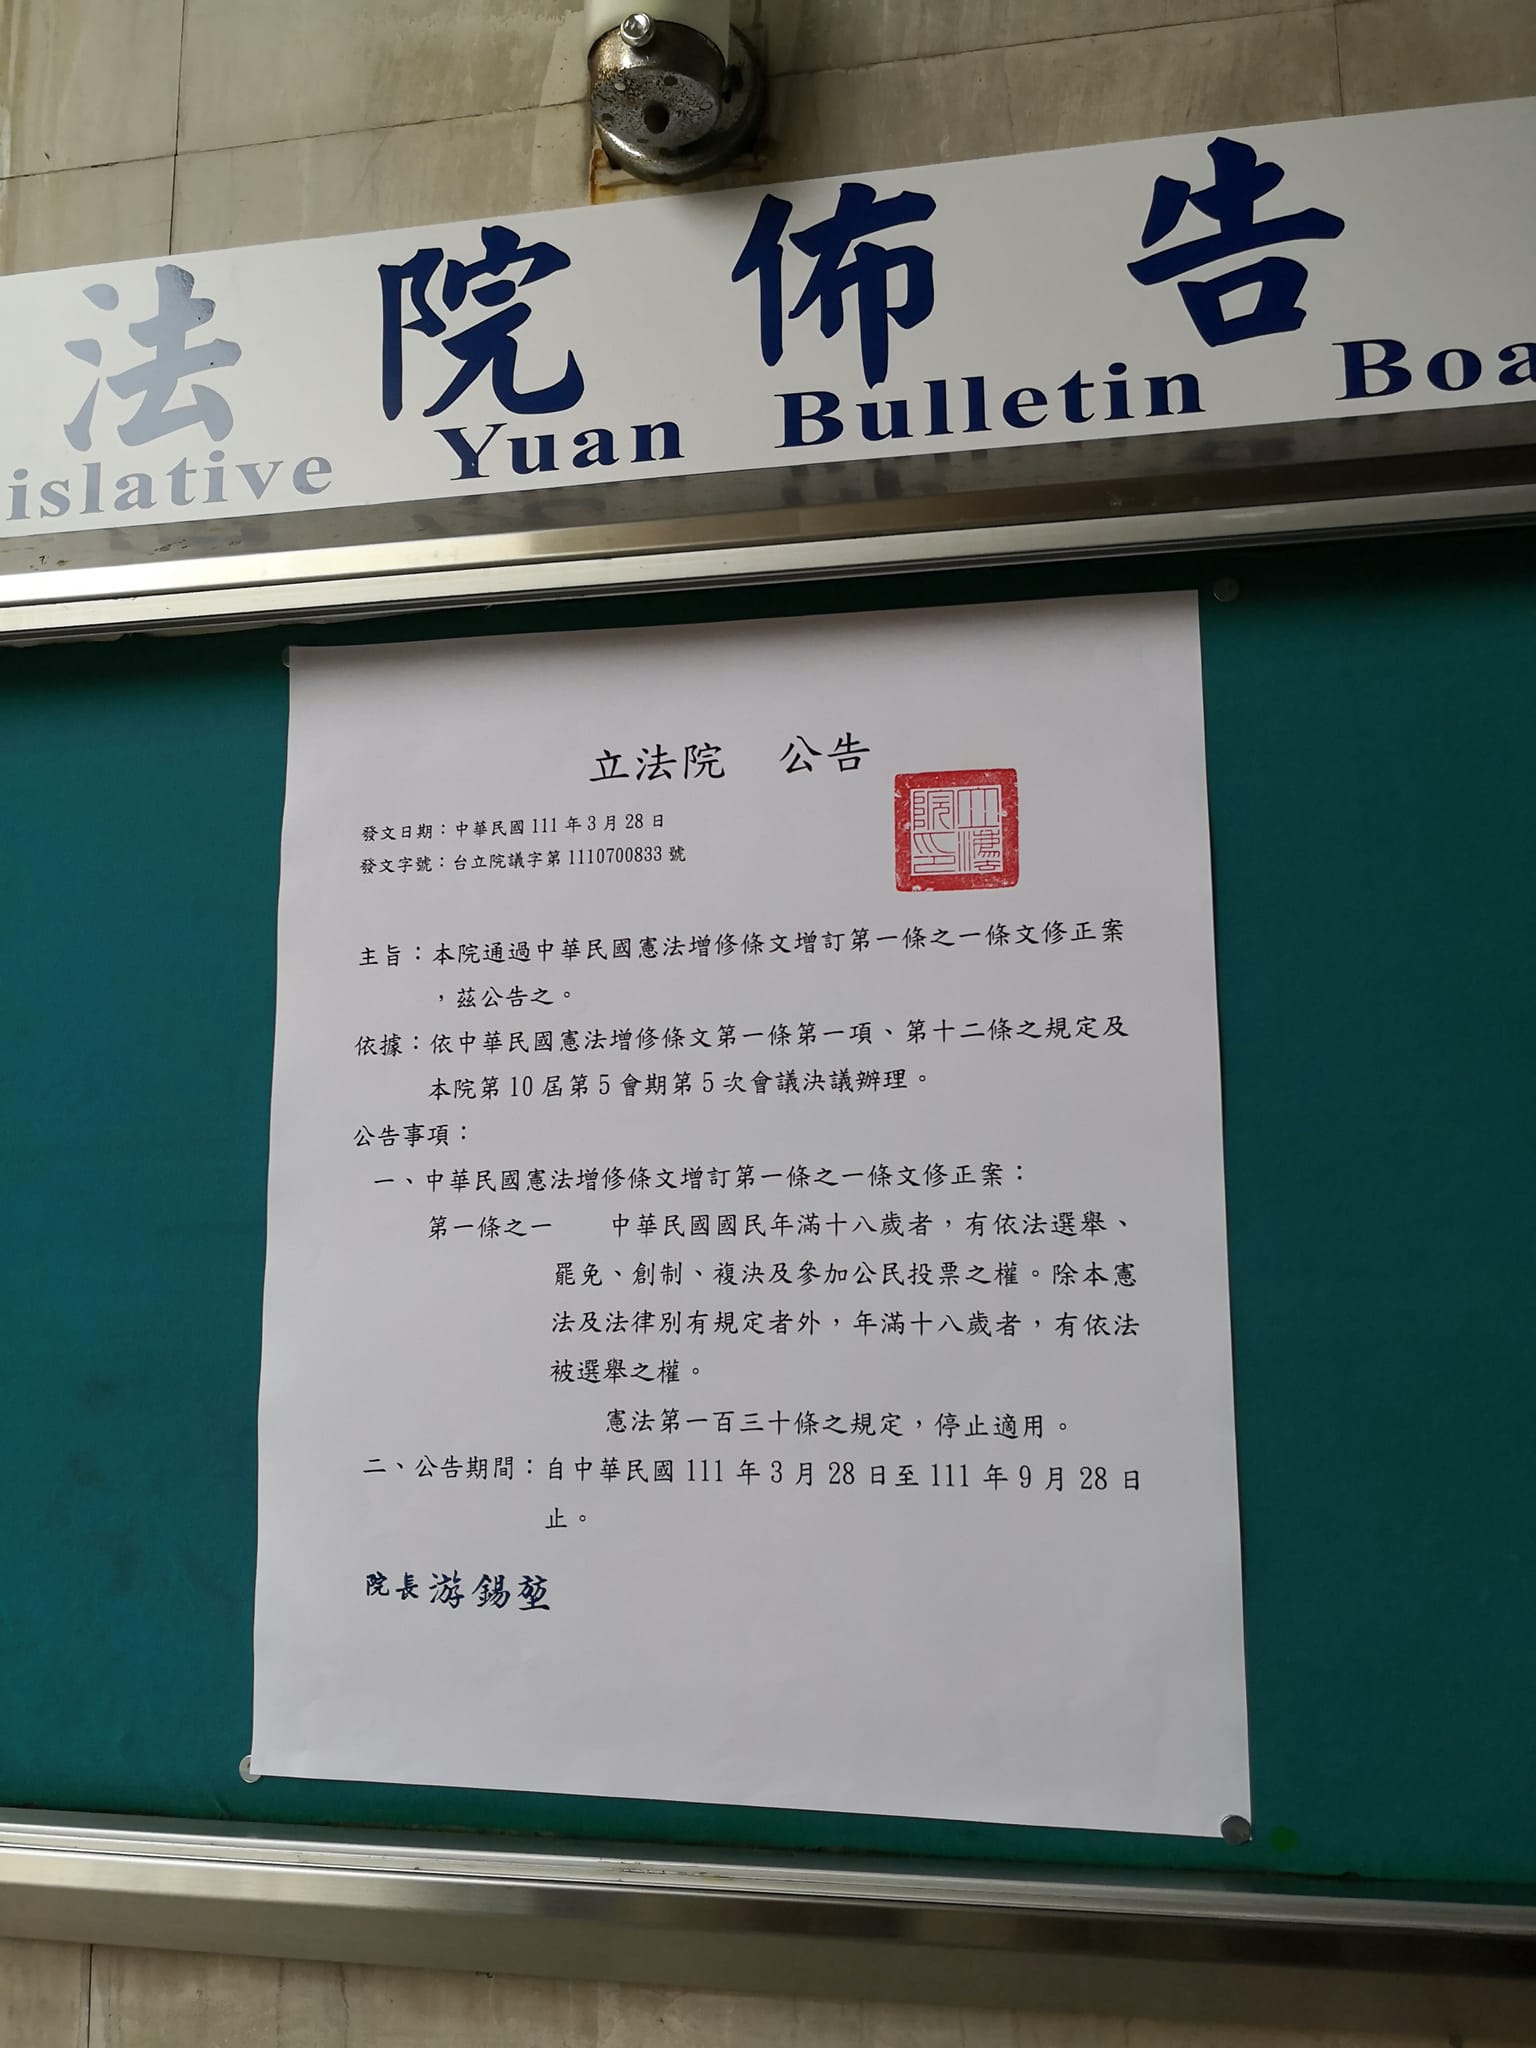 法院佈告
islative Yuan Bulletin Boa
立法院 公告
發文日期：中華民國111年3月28日
發文字號：台立院議字第1110700833號
立法院印
主旨：本院通過中華民國憲法增修條文增訂第一條之一條文修正案
，茲公告之。
依據：依中華民國憲法增修條文第一條第一項、第十二條之規定及
本院第10屆第5會期第5次會議決議辦理。
公告事項：
一、中華民國憲法增修條文增訂第一條之一條文修正案：
第一條之一 中華民國國民年滿十八歲者，有依法選舉、
罷免、創制、複決及參加公民投票之權。除本憲
法及法律別有規定者外，年滿十八歲者，有依法
被選舉之權。
憲法第一百三十條之規定，停止適用。
二、公告期間：自中華民國111年3月28日至111年9月28日
止。
院長游錫堃